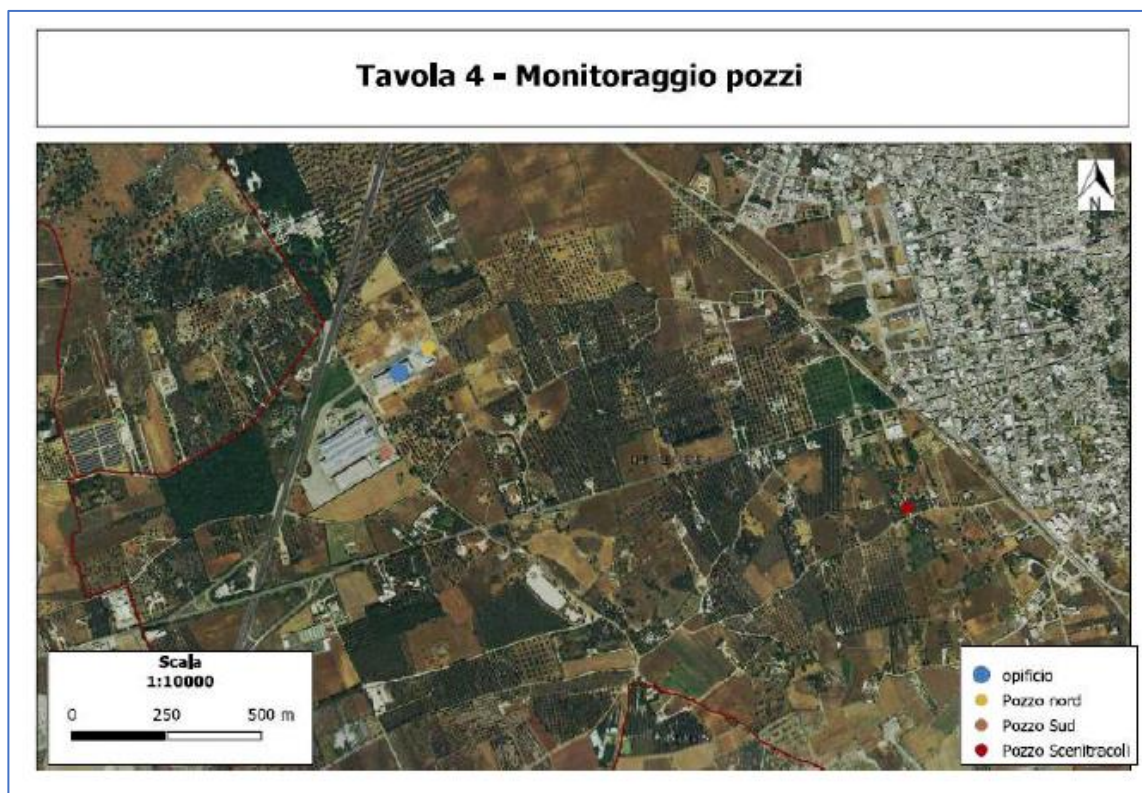 Tavola 4 - Monitoraggio pozzi
N
Scala
1:10000
0 250 500 m
opificio
Pozzo nord
Pozzo Sud
Pozzo Scenitracoli